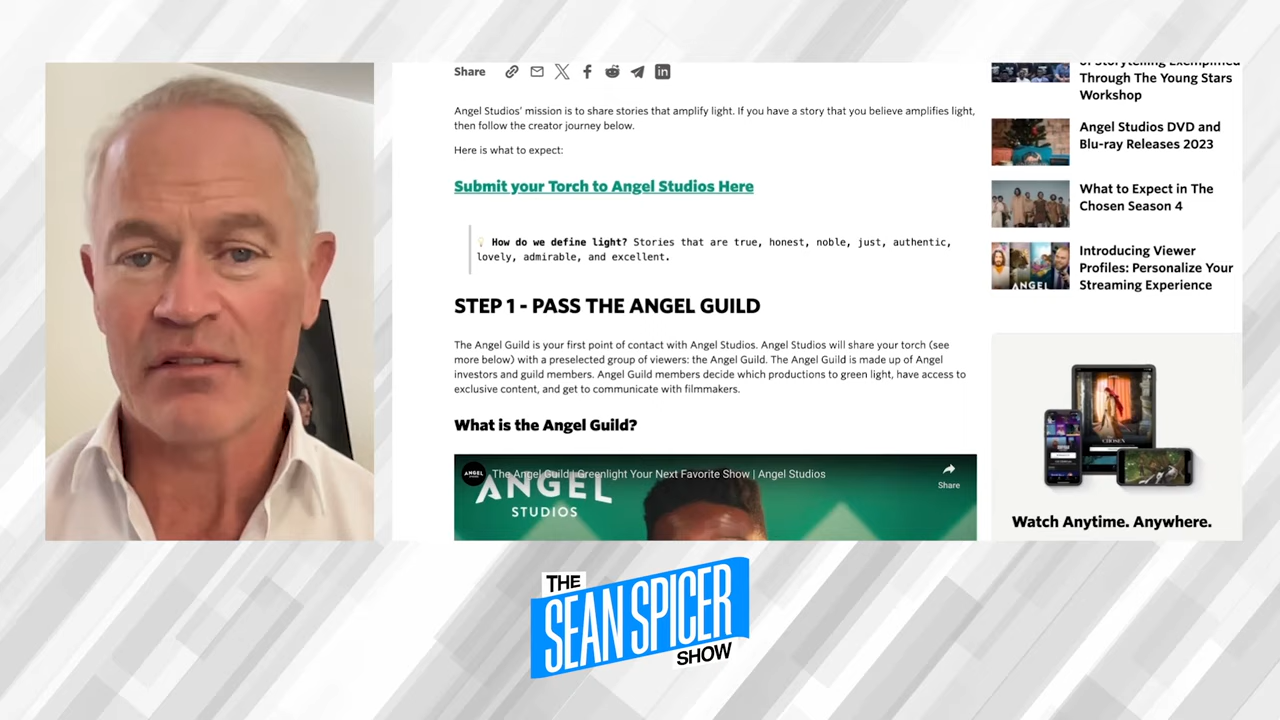 Share
Angel Studios' mission is to share stories that amplify light. If you have a story that you believe amplifies light,
then follow the creator journey below.
Here is what to expect:
Submit your Torch to Angel Studios Here
How do we define light? Stories that are true, honest, noble, just, authentic,
lovely, admirable, and excellent.
STEP 1 - PASS THE ANGEL GUILD
The Angel Guild is your first point of contact with Angel Studios. Angel Studios will share your torch (see
more below) with a preselected group of viewers: the Angel Guild. The Angel Guild is made up of Angel
investors and guild members. Angel Guild members decide which productions to green light, have access to
exclusive content, and get to communicate with filmmakers.
What is the Angel Guild?
ANGEL
The Angel Guild | Greenlight Your Next Favorite Show | Angel Studios
Share
ANGEL
STUDIOS
of Storytelling Exemplified
Through The Young Stars
Workshop
Angel Studios DVD and
Blu-ray Releases 2023
What to Expect in The
Chosen Season 4
Introducing Viewer
Profiles: Personalize Your
Streaming Experience
ANGEL
CHOSEN
Watch Anytime. Anywhere.
THE
SEAN SPICER
SHOW